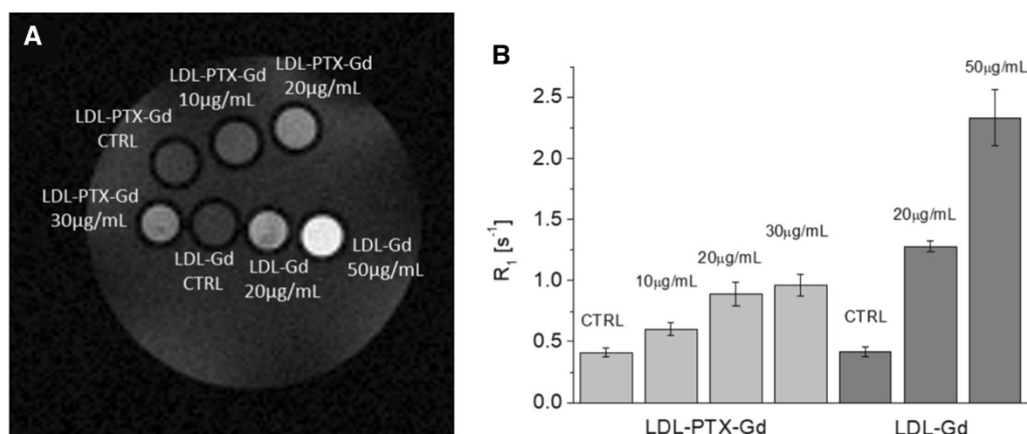 A
LDL-PTX-Gd
CTRL
LDL-PTX-Gd
10µg/mL
LDL-PTX-Gd
20µg/mL
LDL-PTX-Gd
30µg/mL
LDL-Gd
CTRL
LDL-Gd
20µg/mL
LDL-Gd
50µg/mL
B
R1 [s-1]
2.5
2.0
1.5
1.0
0.5
0.0
CTRL
10µg/mL
20µg/mL
30µg/mL
CTRL
20µg/mL
50µg/mL
LDL-PTX-Gd
LDL-Gd